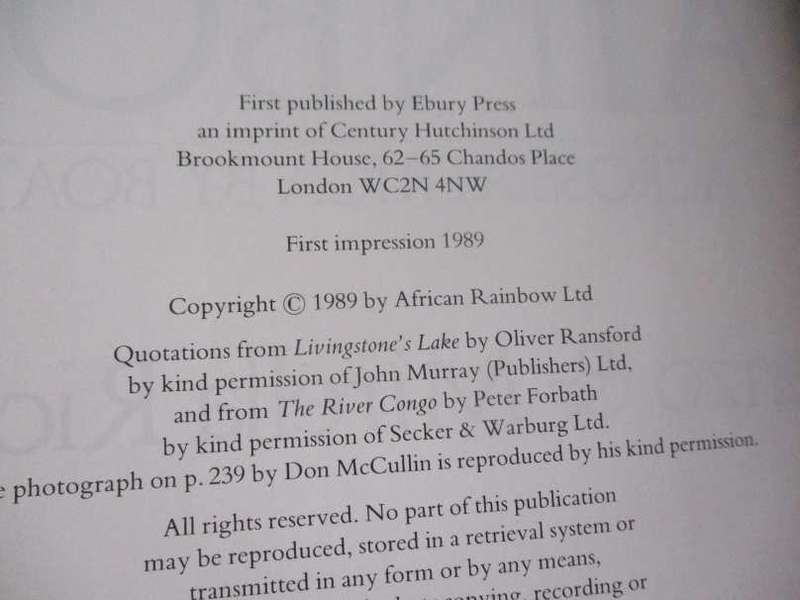 First published by Ebury Press
an imprint of Century Hutchinson Ltd
Brookmount House, 62–65 Chandos Place
London WC2N 4NW
First impression 1989
Copyright © 1989 by African Rainbow Ltd
Quotations from Livingstone's Lake by Oliver Ransford
by kind permission of John Murray (Publishers) Ltd,
and from The River Congo by Peter Forbath
by kind permission of Secker & Warburg Ltd.
photograph on p. 239 by Don McCullin is reproduced by his kind permission.
All rights reserved. No part of this publication
may be reproduced, stored in a retrieval system or
transmitted in any form or by any means,
recording or